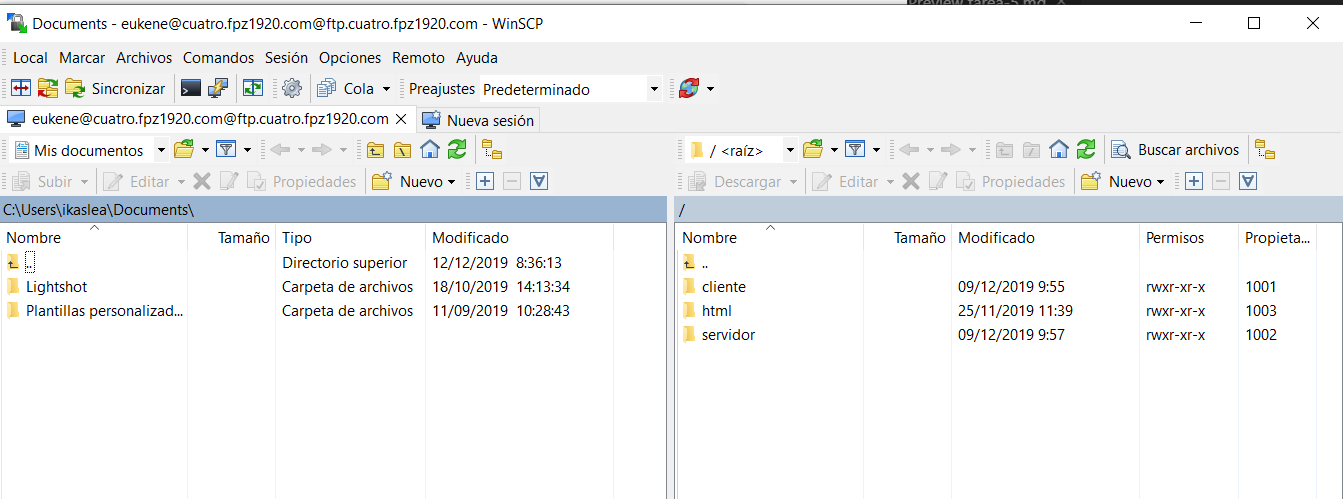 Preview tarea-5.md
Documents - eukene@cuatro.fpz1920.com@ftp.cuatro.fpz1920.com - WinSCP
Local Marcar Archivos Comandos Sesión Opciones Remoto Ayuda
Sincronizar Cola Preajustes Predeterminado
eukene@cuatro.fpz1920.com@ftp.cuatro.fpz1920.com Nueva sesión
Mis documentos / <raíz> Buscar archivos
Subir Editar Propiedades Nuevo Descargar Editar Propiedades Nuevo
C:\Users\ikaslea\Documents\ /
Nombre Tamaño Tipo Modificado Nombre Tamaño Modificado Permisos Propieta...
.. Directorio superior 12/12/2019 8:36:13 ..
Lightshot Carpeta de archivos 18/10/2019 14:13:34 cliente 09/12/2019 9:55 rwxr-xr-x 1001
Plantillas personalizad... Carpeta de archivos 11/09/2019 10:28:43 html 25/11/2019 11:39 rwxr-xr-x 1003
servidor 09/12/2019 9:57 rwxr-xr-x 1002